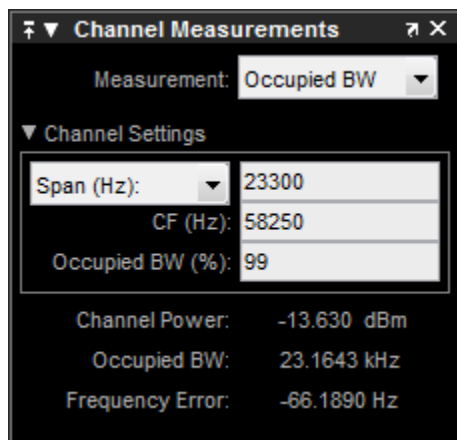 Channel Measurements
Measurement: Occupied BW
Channel Settings
Span (Hz): 23300
CF (Hz): 58250
Occupied BW (%): 99
Channel Power: -13.630 dBm
Occupied BW: 23.1643 kHz
Frequency Error: -66.1890 Hz